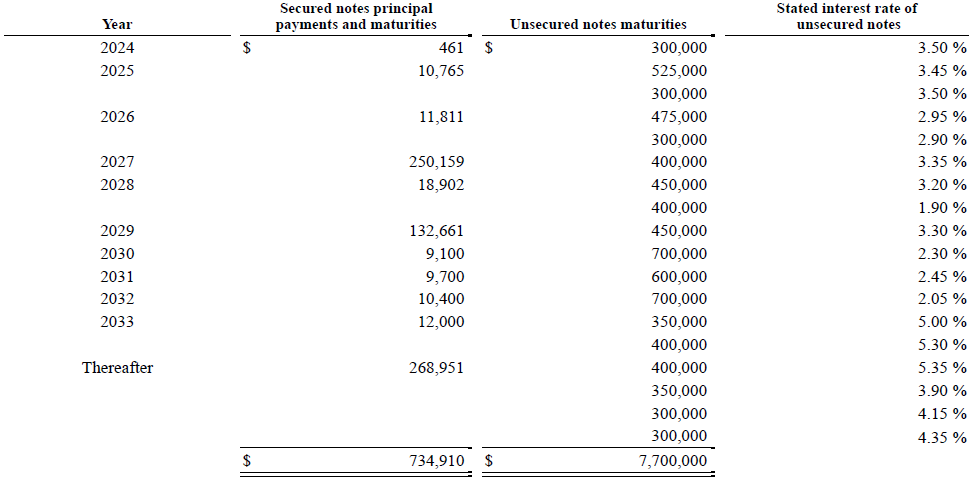 Secured notes principal Stated interest rate of
Year payments and maturities Unsecured notes maturities unsecured notes
2024 $ 461 $ 300,000 3.50 %
2025 10,765 525,000 3.45 %
300,000 3.50 %
2026 11,811 475,000 2.95 %
300,000 2.90 %
2027 250,159 400,000 3.35 %
2028 18,902 450,000 3.20 %
400,000 1.90 %
2029 132,661 450,000 3.30 %
2030 9,100 700,000 2.30 %
2031 9,700 600,000 2.45 %
2032 10,400 700,000 2.05 %
2033 12,000 350,000 5.00 %
400,000 5.30 %
Thereafter 268,951 400,000 5.35 %
350,000 3.90 %
300,000 4.15 %
300,000 4.35 %
$ 734,910 $ 7,700,000